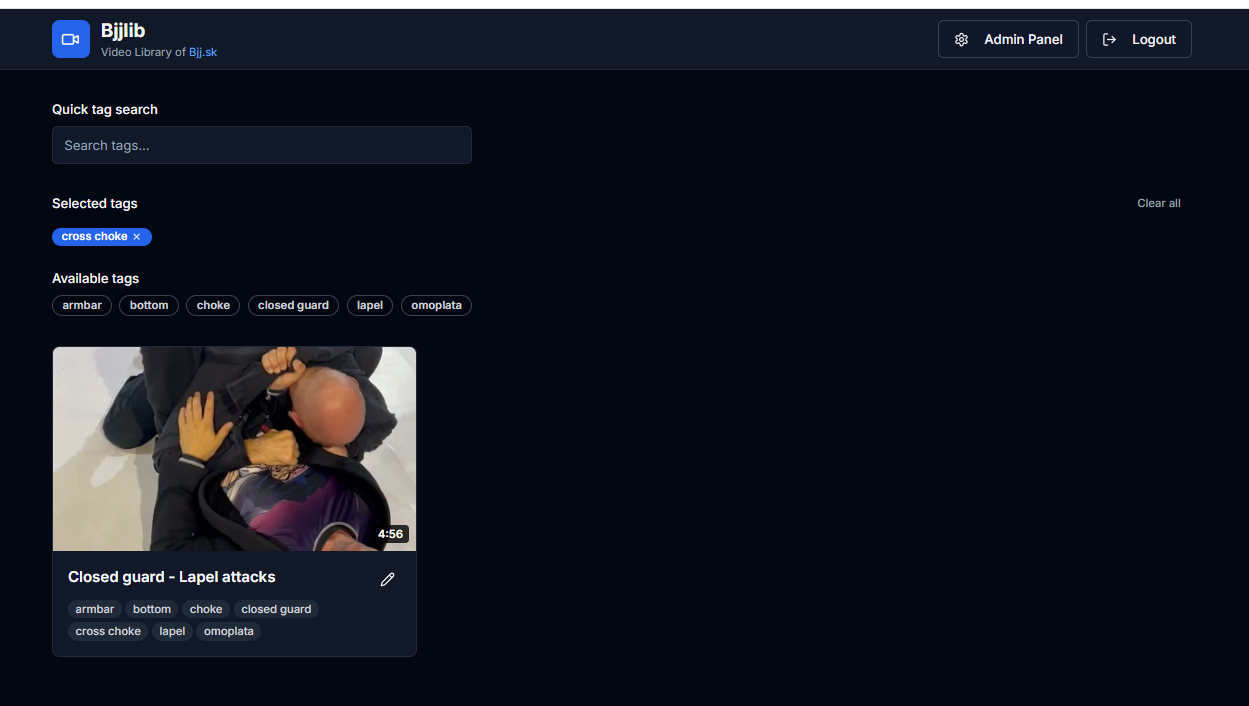 Bjjlib
Video Library of Bjj.sk
Admin Panel
Logout
Quick tag search
Search tags...
Selected tags
Clear all
cross choke ×
Available tags
armbar bottom choke closed guard lapel omoplata
4:56
Closed guard - Lapel attacks
armbar bottom choke closed guard
cross choke lapel omoplata